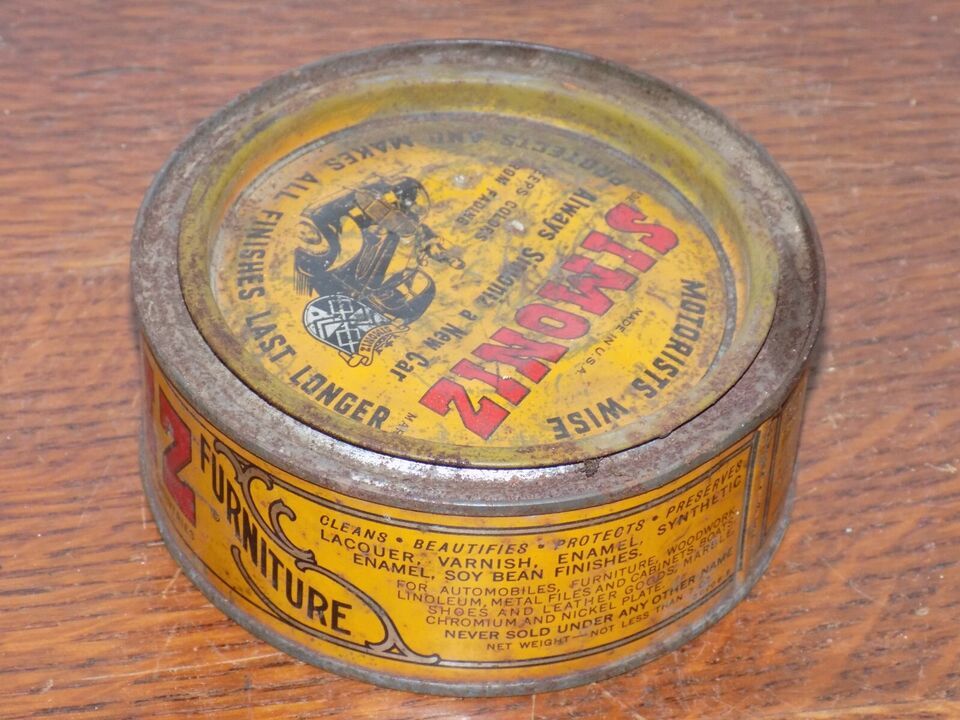 MOTORISTS WISE
SIMONIZ
MADE IN U.S.A.
Always Simoniz a New Car
KEEPS COLORS
FROM FADING
PROTECTS AND MAKES ALL FINISHES LAST LONGER
SIMONIZ
Z
FURNITURE
CLEANS • BEAUTIFIES • PROTECTS • PRESERVES
LACQUER, VARNISH, ENAMEL, SYNTHETIC
ENAMEL, SOY BEAN FINISHES.
FOR AUTOMOBILES, FURNITURE, WOODWORK,
LINOLEUM, METAL FILES AND CABINETS, BOATS,
SHOES, AND LEATHER GOODS, MARBLE,
CHROMIUM AND NICKEL PLATE
NEVER SOLD UNDER ANY OTHER NAME
NET WEIGHT—NOT LESS THAN